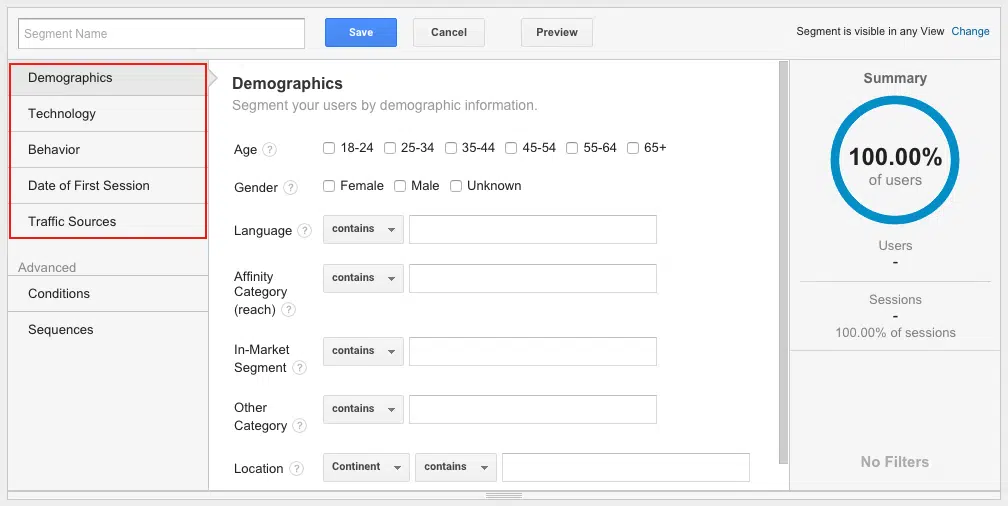 Segment Name
Save
Cancel
Preview
Segment is visible in any View Change
Demographics
Technology
Behavior
Date of First Session
Traffic Sources
Advanced
Conditions
Sequences
Demographics
Segment your users by demographic information.
Age ? 18-24 25-34 35-44 45-54 55-64 65+
Gender ? Female Male Unknown
Language ? contains
Affinity
Category
(reach) ? contains
In-Market
Segment ? contains
Other
Category ? contains
Location ? Continent contains
Summary
100.00%
of users
Users
-
Sessions
-
100.00% of sessions
No Filters